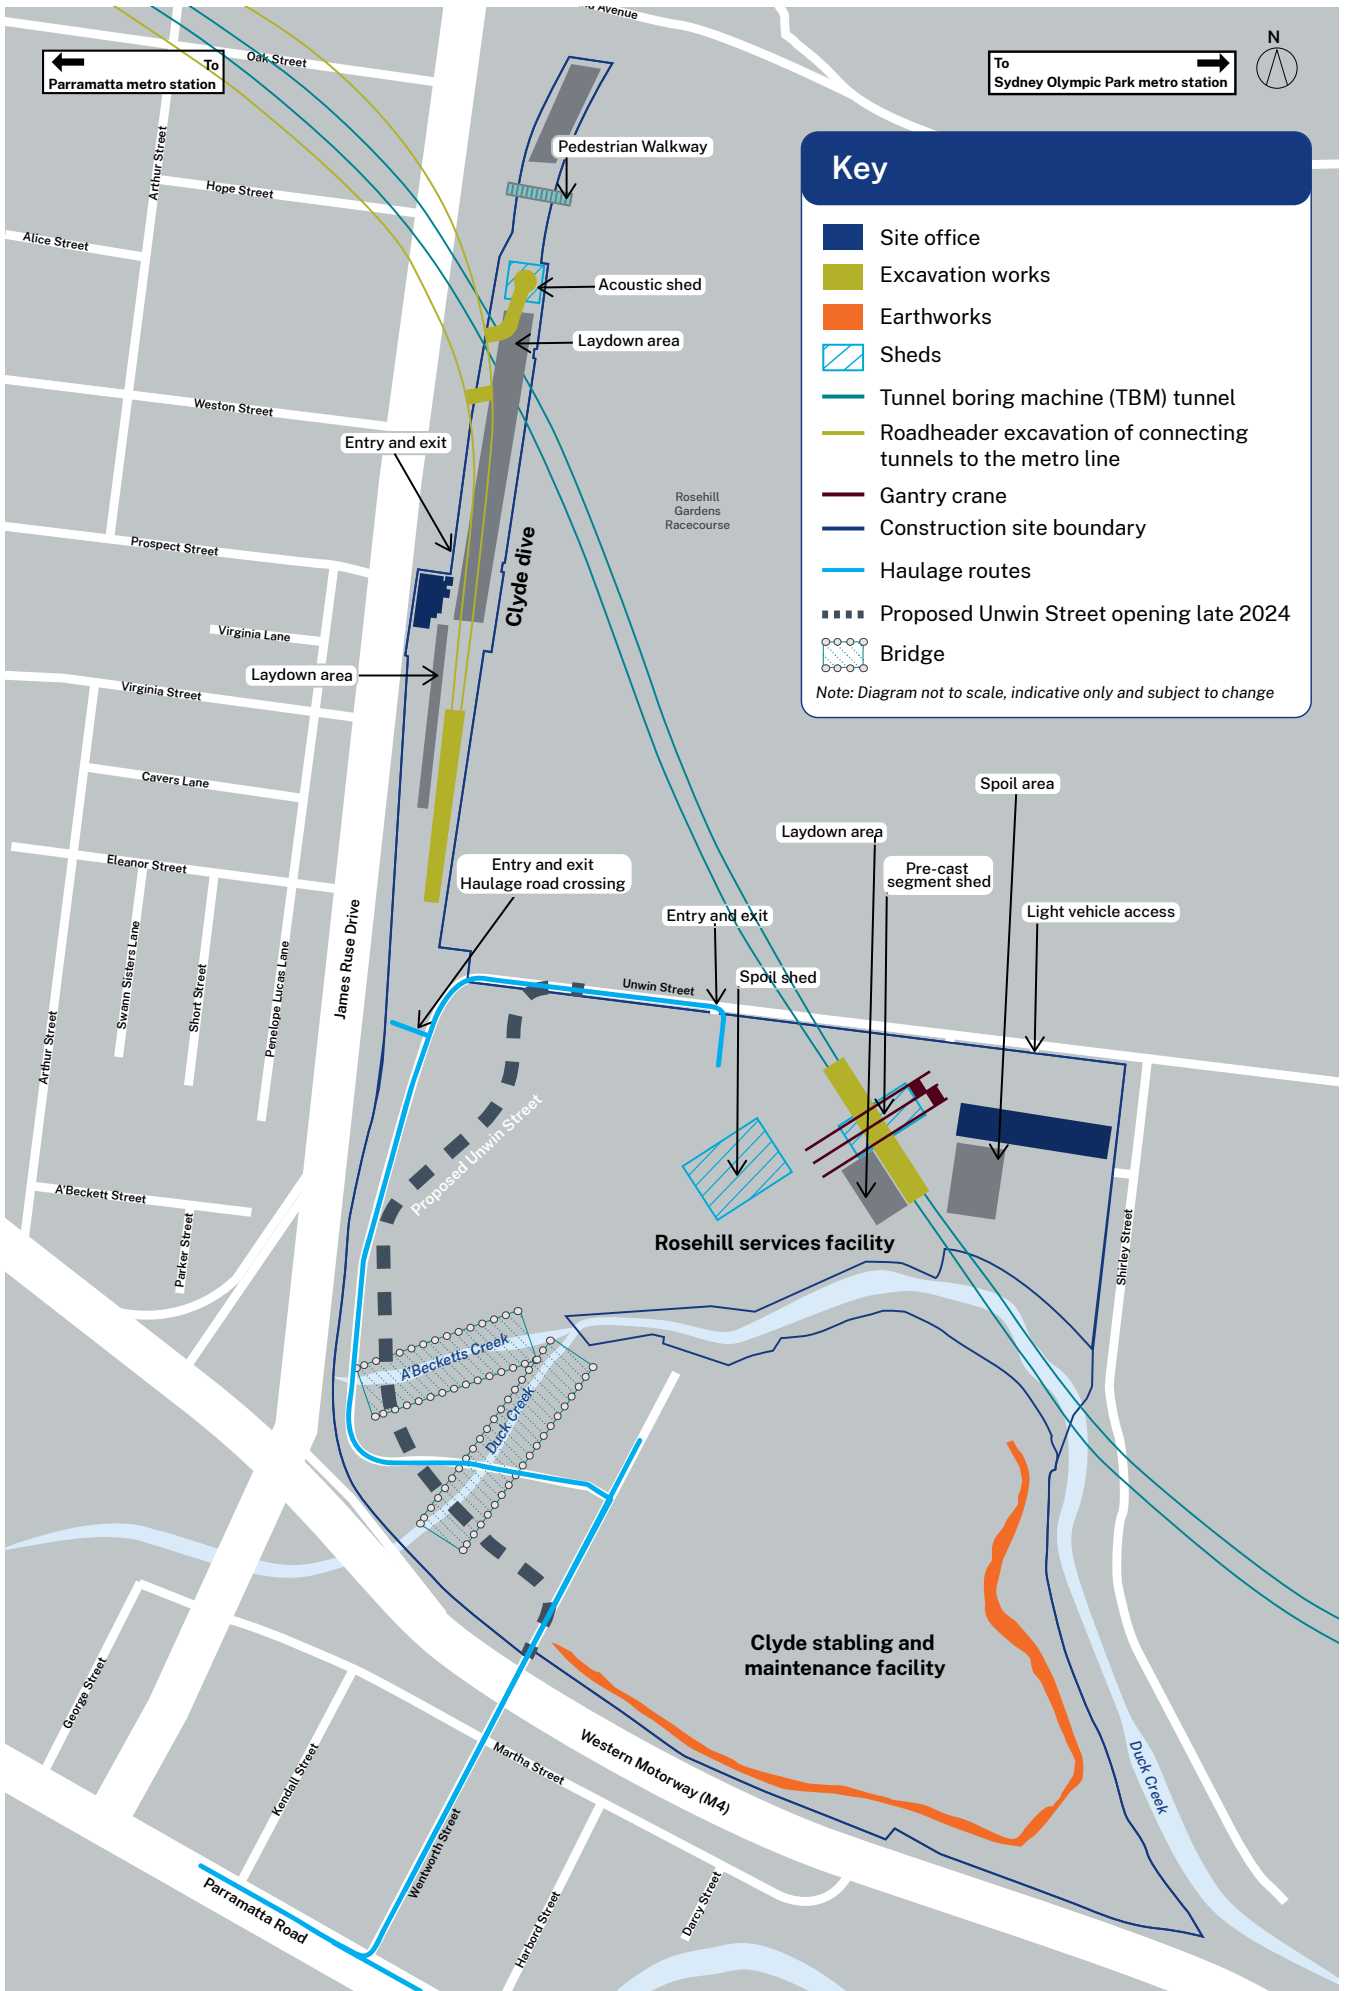 nd Avenue
N
To
Parramatta metro station
To
Sydney Olympic Park metro station
Oak Street
Arthur Street
Hope Street
Alice Street
Pedestrian Walkway
Acoustic shed
Laydown area
Weston Street
Entry and exit
Rosehill
Gardens
Racecourse
Prospect Street
Clyde dive
Virginia Lane
Laydown area
Virginia Street
Cavers Lane
Eleanor Street
Key
Site office
Excavation works
Earthworks
Sheds
Tunnel boring machine (TBM) tunnel
Roadheader excavation of connecting
tunnels to the metro line
Gantry crane
Construction site boundary
Haulage routes
Proposed Unwin Street opening late 2024
Bridge
Note: Diagram not to scale, indicative only and subject to change
Spoil area
Laydown area
Pre-cast
segment shed
Entry and exit
Haulage road crossing
Entry and exit
Light vehicle access
Spoil shed
Unwin Street
James Ruse Drive
Swann Sisters Lane
Short Street
Penelope Lucas Lane
Arthur Street
Proposed Unwin Street
A'Beckett Street
Parker Street
Rosehill services facility
Shirley Street
A'Becketts Creek
Duck Creek
Clyde stabling and
maintenance facility
George Street
Kendall Street
Martha Street
Western Motorway (M4)
Duck Creek
Wentworth Street
Parramatta Road
Harbord Street
Darcy Street